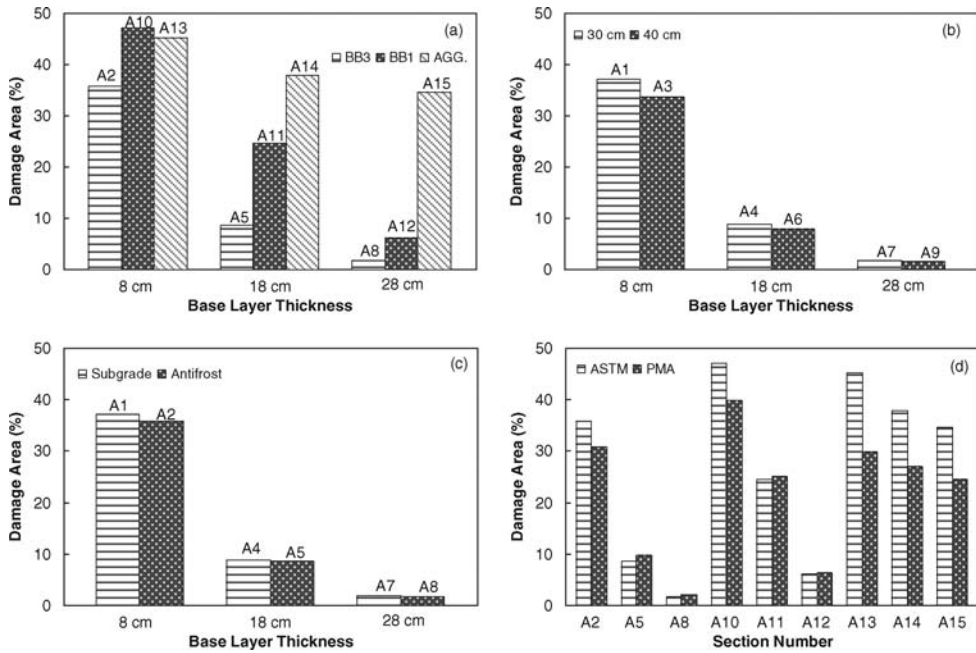 50
40
30
20
10
0
Damage Area (%)
(a)
BB3 BB1 AGG.
A2
A10
A13
A5
A11
A14
A8
A12
A15
8 cm 18 cm 28 cm
Base Layer Thickness
50
40
30
20
10
0
Damage Area (%)
(b)
30 cm 40 cm
A1
A3
A4
A6
A7
A9
8 cm 18 cm 28 cm
Base Layer Thickness
50
40
30
20
10
0
Damage Area (%)
(c)
Subgrade Antifrost
A1
A2
A4
A5
A7
A8
8 cm 18 cm 28 cm
Base Layer Thickness
50
40
30
20
10
0
Damage Area (%)
(d)
ASTM PMA
A2 A5 A8 A10 A11 A12 A13 A14 A15
Section Number